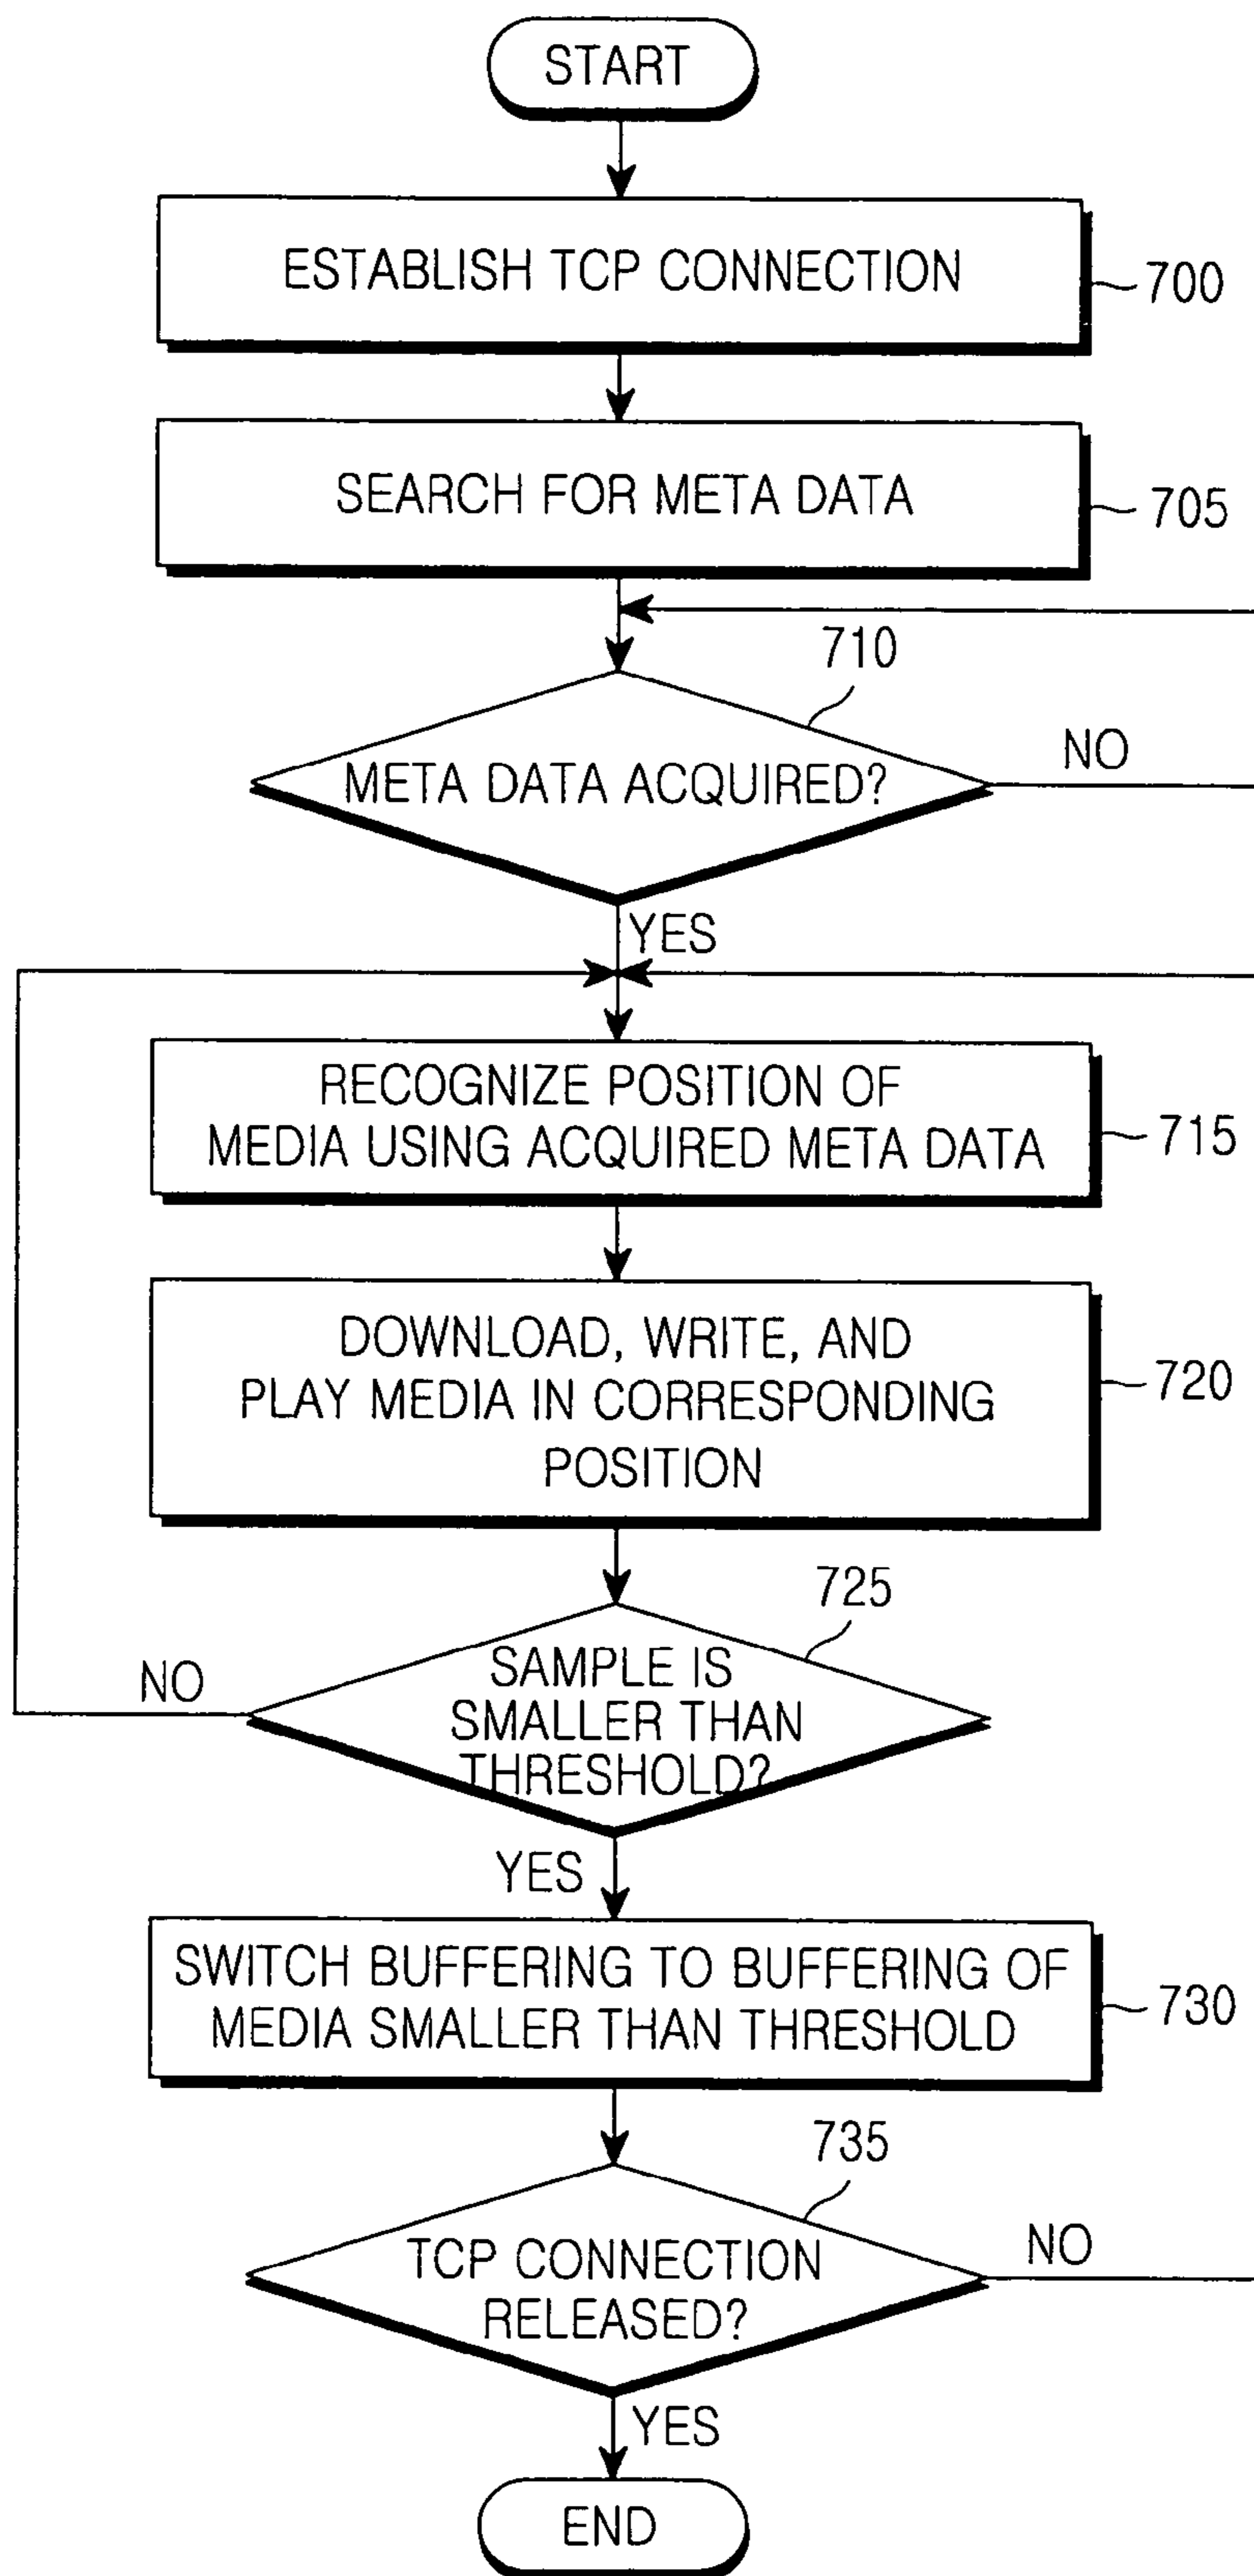 START
ESTABLISH TCP CONNECTION
700
SEARCH FOR META DATA
705
710
META DATA ACQUIRED?
NO
YES
RECOGNIZE POSITION OF
MEDIA USING ACQUIRED META DATA
715
DOWNLOAD, WRITE, AND
PLAY MEDIA IN CORRESPONDING
POSITION
720
725
SAMPLE IS
SMALLER THAN
THRESHOLD?
NO
YES
SWITCH BUFFERING TO BUFFERING OF
MEDIA SMALLER THAN THRESHOLD
730
735
TCP CONNECTION
RELEASED?
NO
YES
END